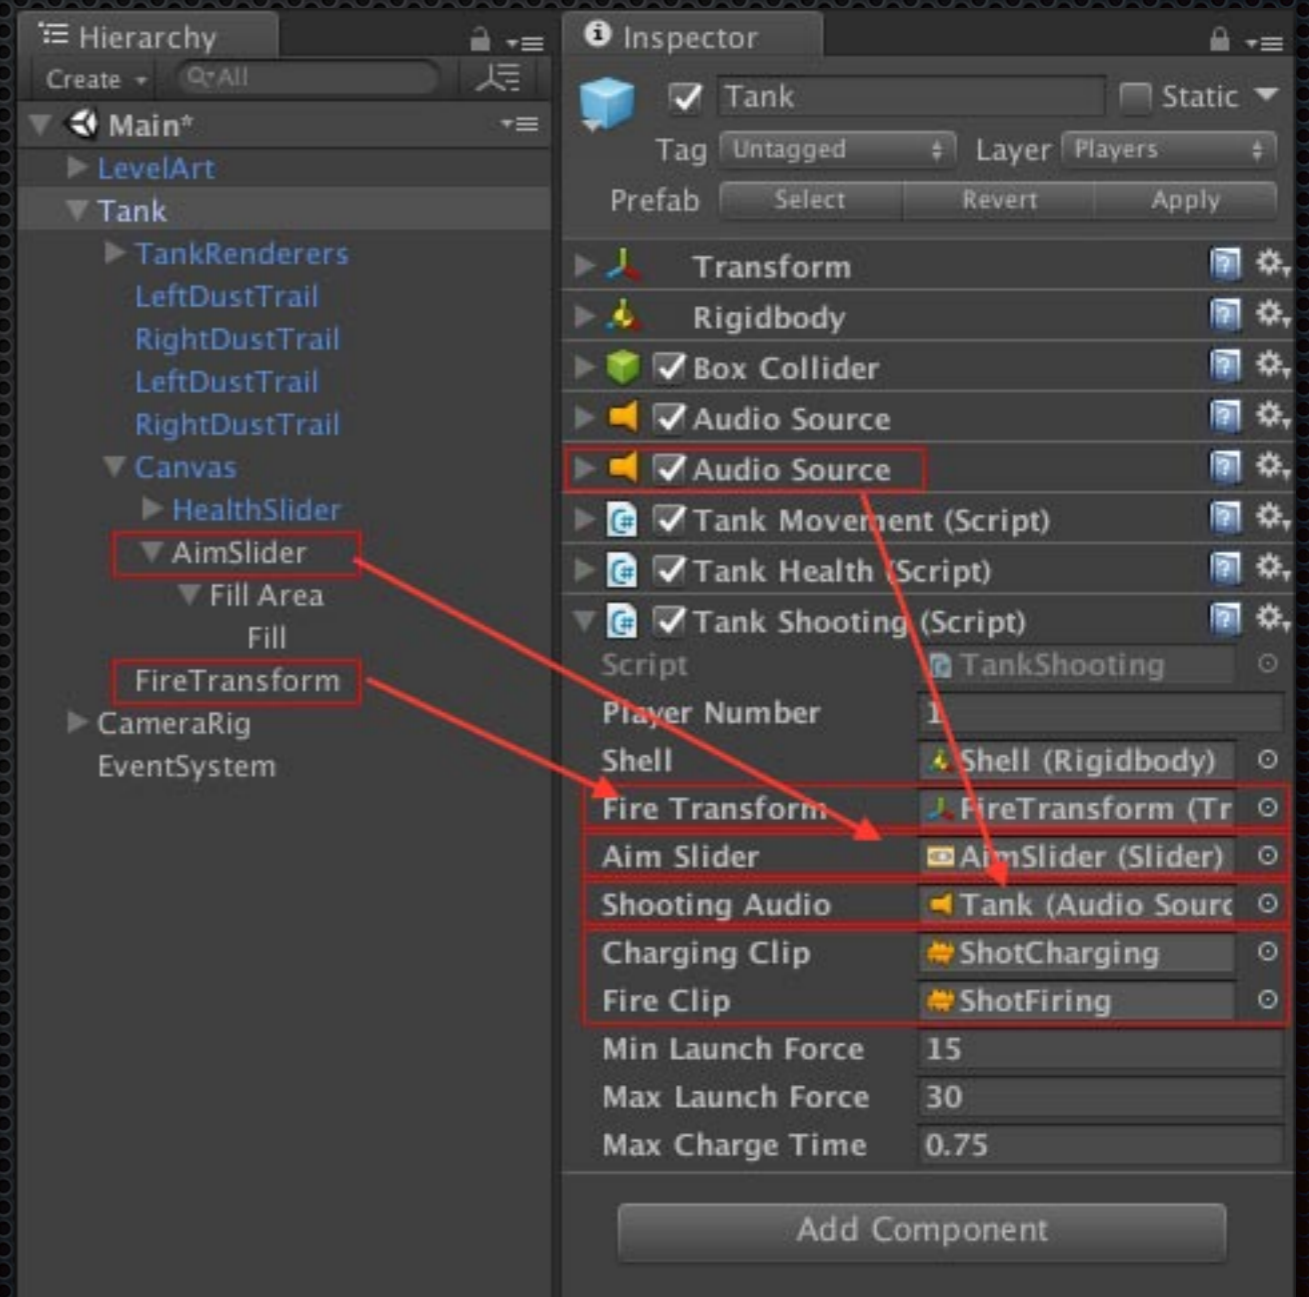 Hierarchy
Create
All
Main*
LevelArt
Tank
TankRenderers
LeftDustTrail
RightDustTrail
LeftDustTrail
RightDustTrail
Canvas
HealthSlider
AimSlider
Fill Area
Fill
FireTransform
CameraRig
EventSystem
Inspector
Tank Static
Tag Untagged Layer Players
Prefab Select Revert Apply
Transform
Rigidbody
Box Collider
Audio Source
Audio Source
Tank Movement (Script)
Tank Health (Script)
Tank Shooting (Script)
Script TankShooting
Player Number 1
Shell Shell (Rigidbody)
Fire Transform FireTransform (Tr
Aim Slider AimSlider (Slider)
Shooting Audio Tank (Audio Sourc
Charging Clip ShotCharging
Fire Clip ShotFiring
Min Launch Force 15
Max Launch Force 30
Max Charge Time 0.75
Add Component